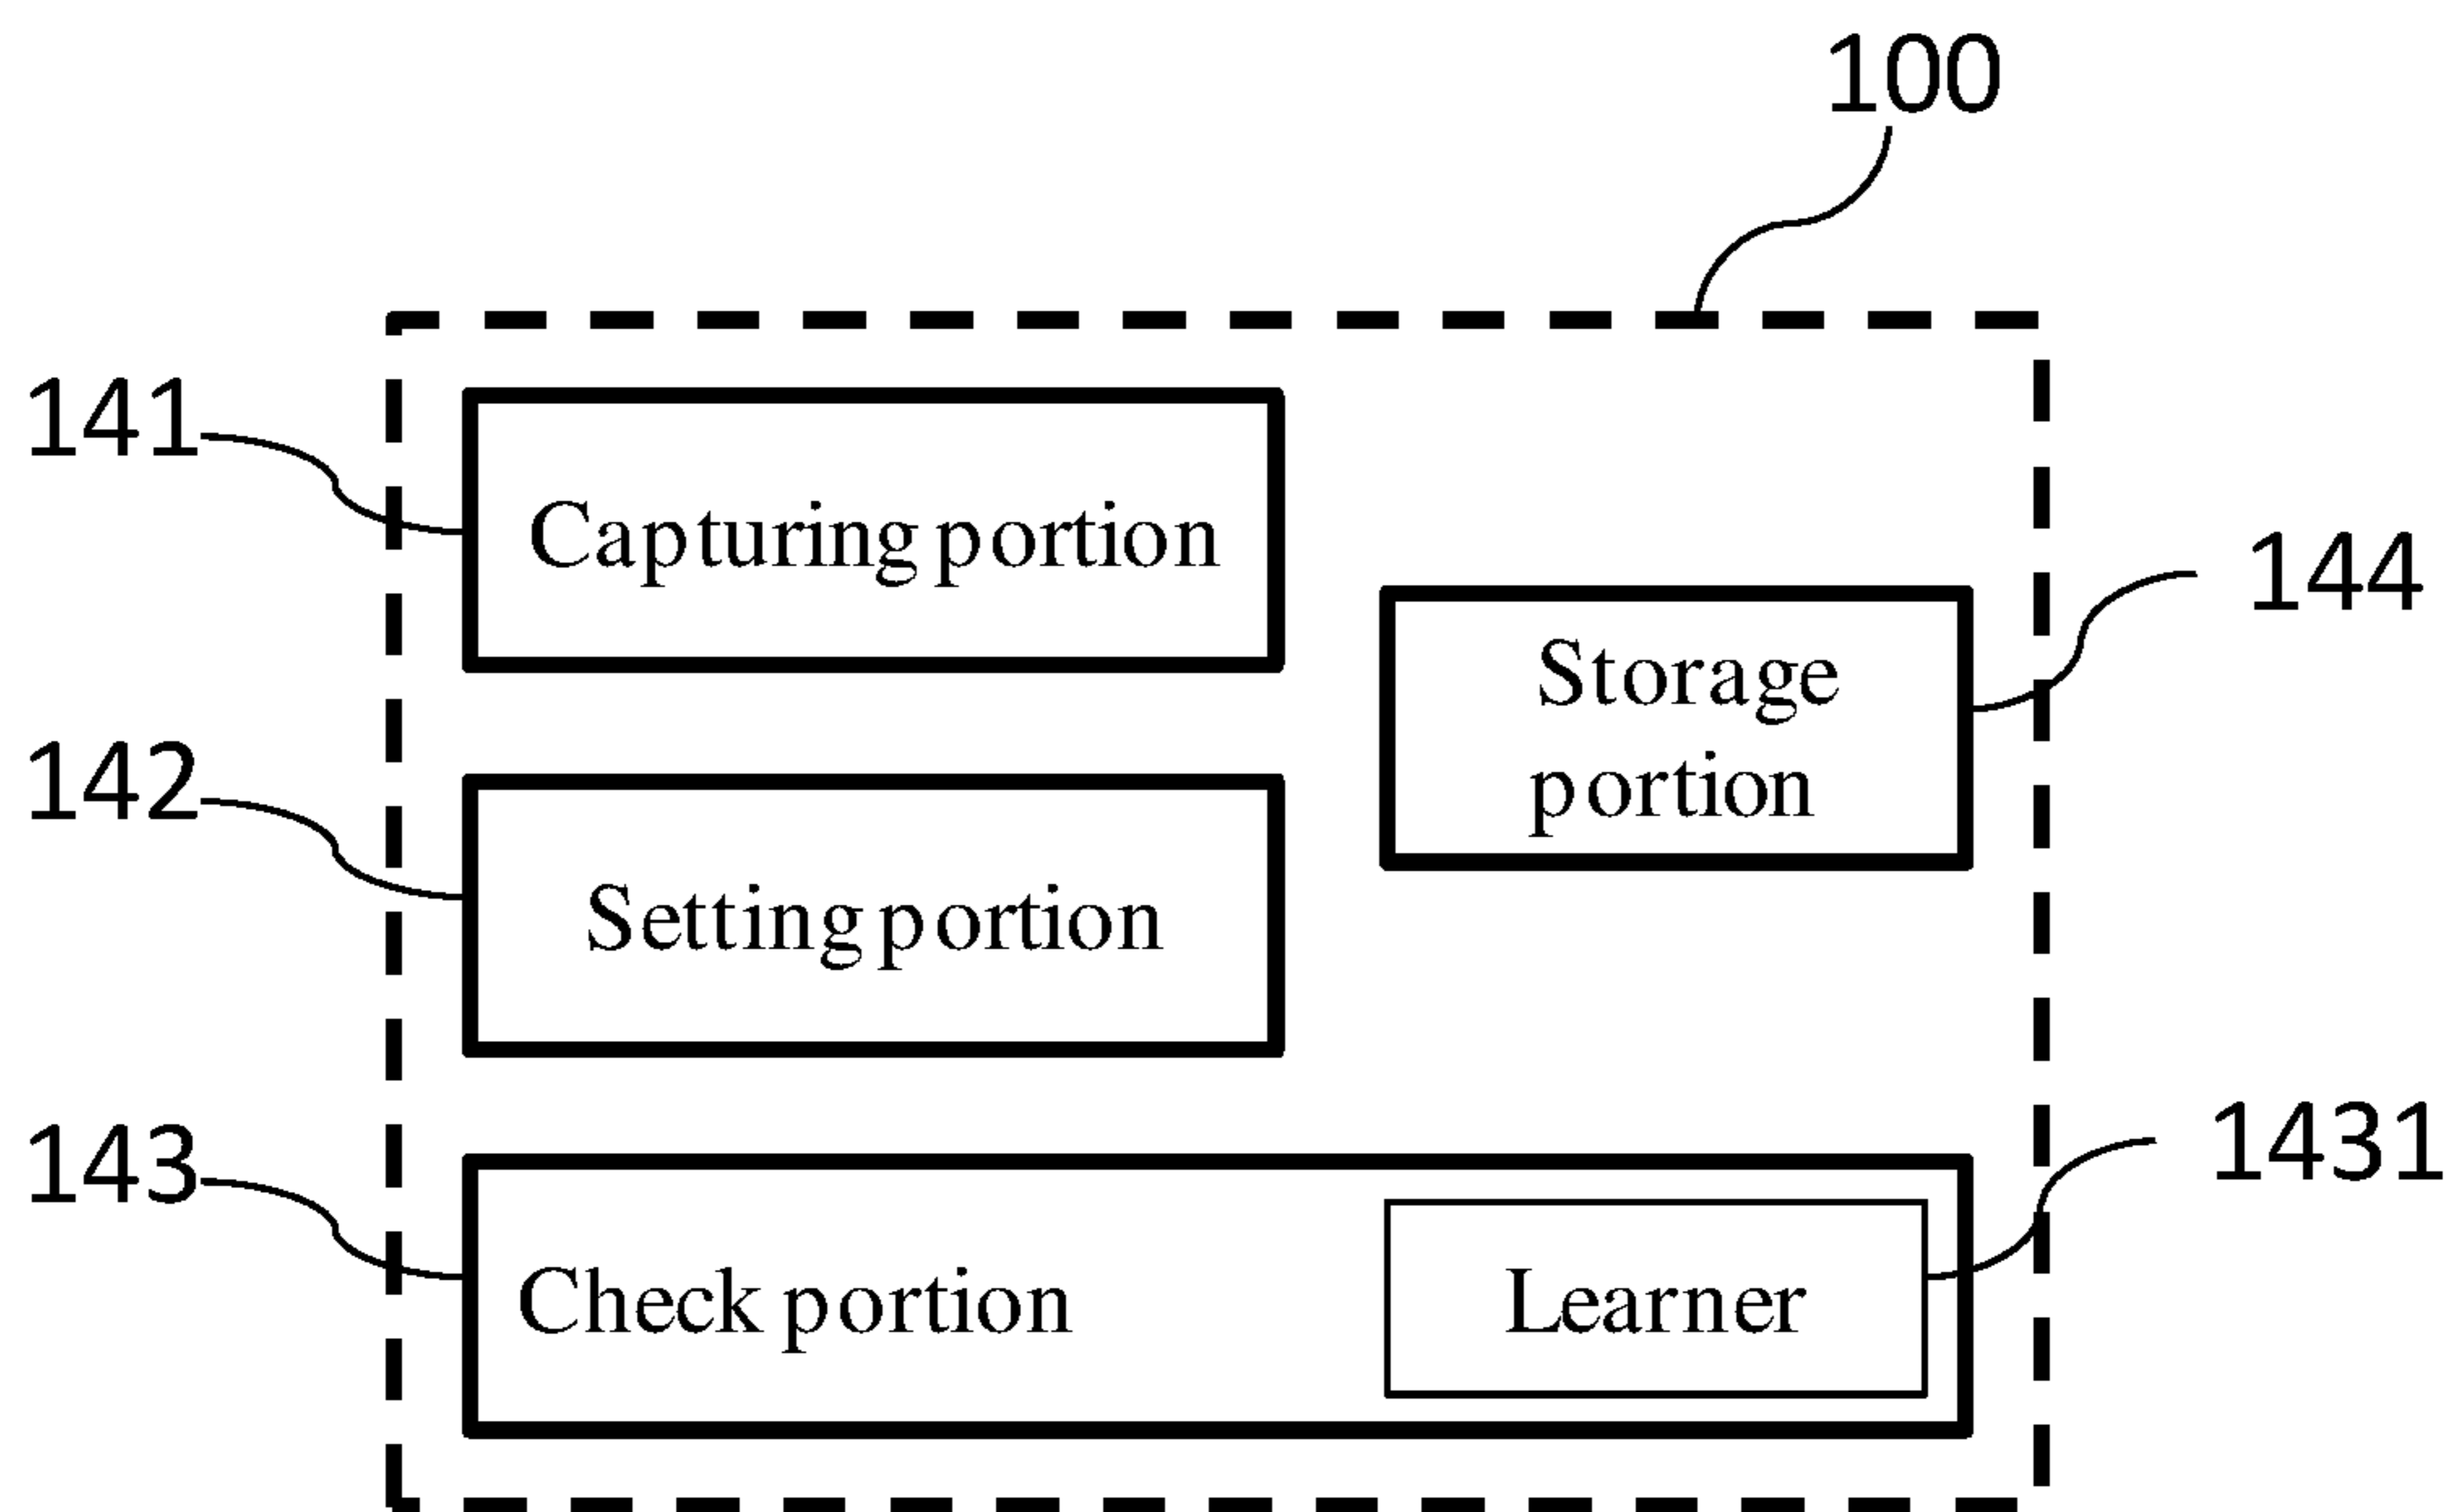 100
141
Capturing portion
144
Storage
portion
142
Setting portion
143
Check portion
Learner
1431